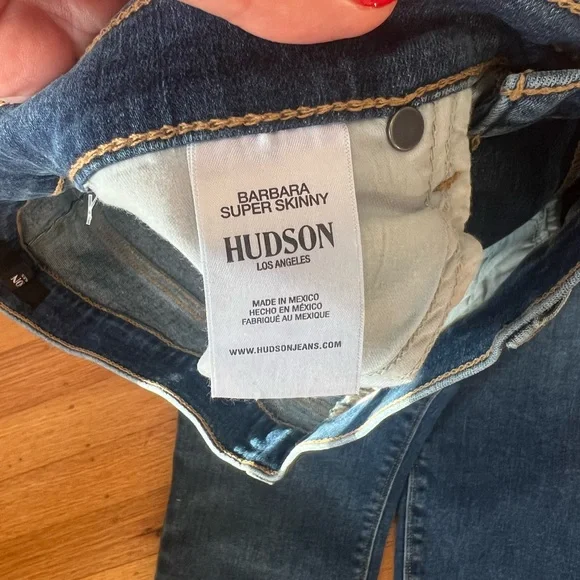 BARBARA
SUPER SKINNY
HUDSON
LOS ANGELES
MADE IN MEXICO
HECHO EN MÉXICO
FABRIQUÉ AU MEXIQUE
WWW.HUDSONJEANS.COM